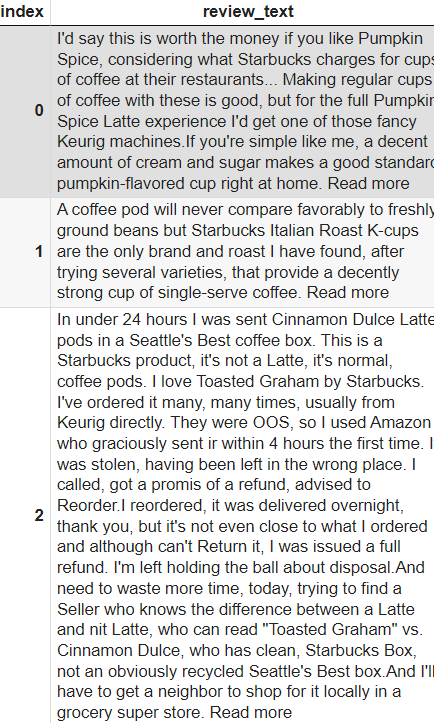 index review_text
I'd say this is worth the money if you like Pumpkin
Spice, considering what Starbucks charges for cups
of coffee at their restaurants... Making regular cups
0 of coffee with these is good, but for the full Pumpkin
Spice Latte experience I'd get one of those fancy
Keurig machines.If you're simple like me, a decent
amount of cream and sugar makes a good standard
pumpkin-flavored cup right at home. Read more
A coffee pod will never compare favorably to freshly
ground beans but Starbucks Italian Roast K-cups
1 are the only brand and roast I have found, after
trying several varieties, that provide a decently
strong cup of single-serve coffee. Read more
In under 24 hours I was sent Cinnamon Dulce Latte
pods in a Seattle's Best coffee box. This is a
Starbucks product, it's not a Latte, it's normal,
coffee pods. I love Toasted Graham by Starbucks.
I've ordered it many, many times, usually from
Keurig directly. They were OOS, so I used Amazon
who graciously sent ir within 4 hours the first time. I
was stolen, having been left in the wrong place. I
called, got a promis of a refund, advised to
2 Reorder.I reordered, it was delivered overnight,
thank you, but it's not even close to what I ordered
and although can't Return it, I was issued a full
refund. I'm left holding the ball about disposal.And
need to waste more time, today, trying to find a
Seller who knows the difference between a Latte
and nit Latte, who can read "Toasted Graham" vs.
Cinnamon Dulce, who has clean, Starbucks Box,
not an obviously recycled Seattle's Best box.And I'll
have to get a neighbor to shop for it locally in a
grocery super store. Read more